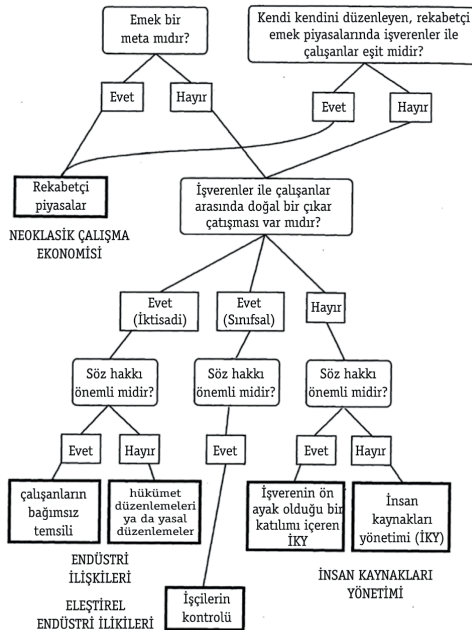 Emek bir
meta mıdır?
Kendi kendini düzenleyen, rekabetçi
emek piyasalarında işverenler ile
çalışanlar eşit midir?
Evet
Hayır
Evet
Hayır
Rekabetçi
piyasalar
NEOKLASİK ÇALIŞMA
EKONOMİSİ
İşverenler ile çalışanlar
arasında doğal bir çıkar
çatışması var mıdır?
Evet
(İktisadi)
Evet
(Sınıfsal)
Hayır
Söz hakkı
önemli midir?
Söz hakkı
önemli midir?
Söz hakkı
önemli midir?
Evet
Hayır
Evet
Evet
Hayır
çalışanların
bağımsız
temsili
hükümet
düzenlemeleri
ya da yasal
düzenlemeler
İşverenin ön
ayak olduğu bir
katılımı içeren
İKY
İnsan
kaynakları
yönetimi (İKY)
ENDÜSTRİ
İLİŞKİLERİ
İNSAN KAYNAKLARI
YÖNETİMİ
ELEŞTİREL
ENDÜSTRİ İLİKİLERİ
İşçilerin
kontrolü